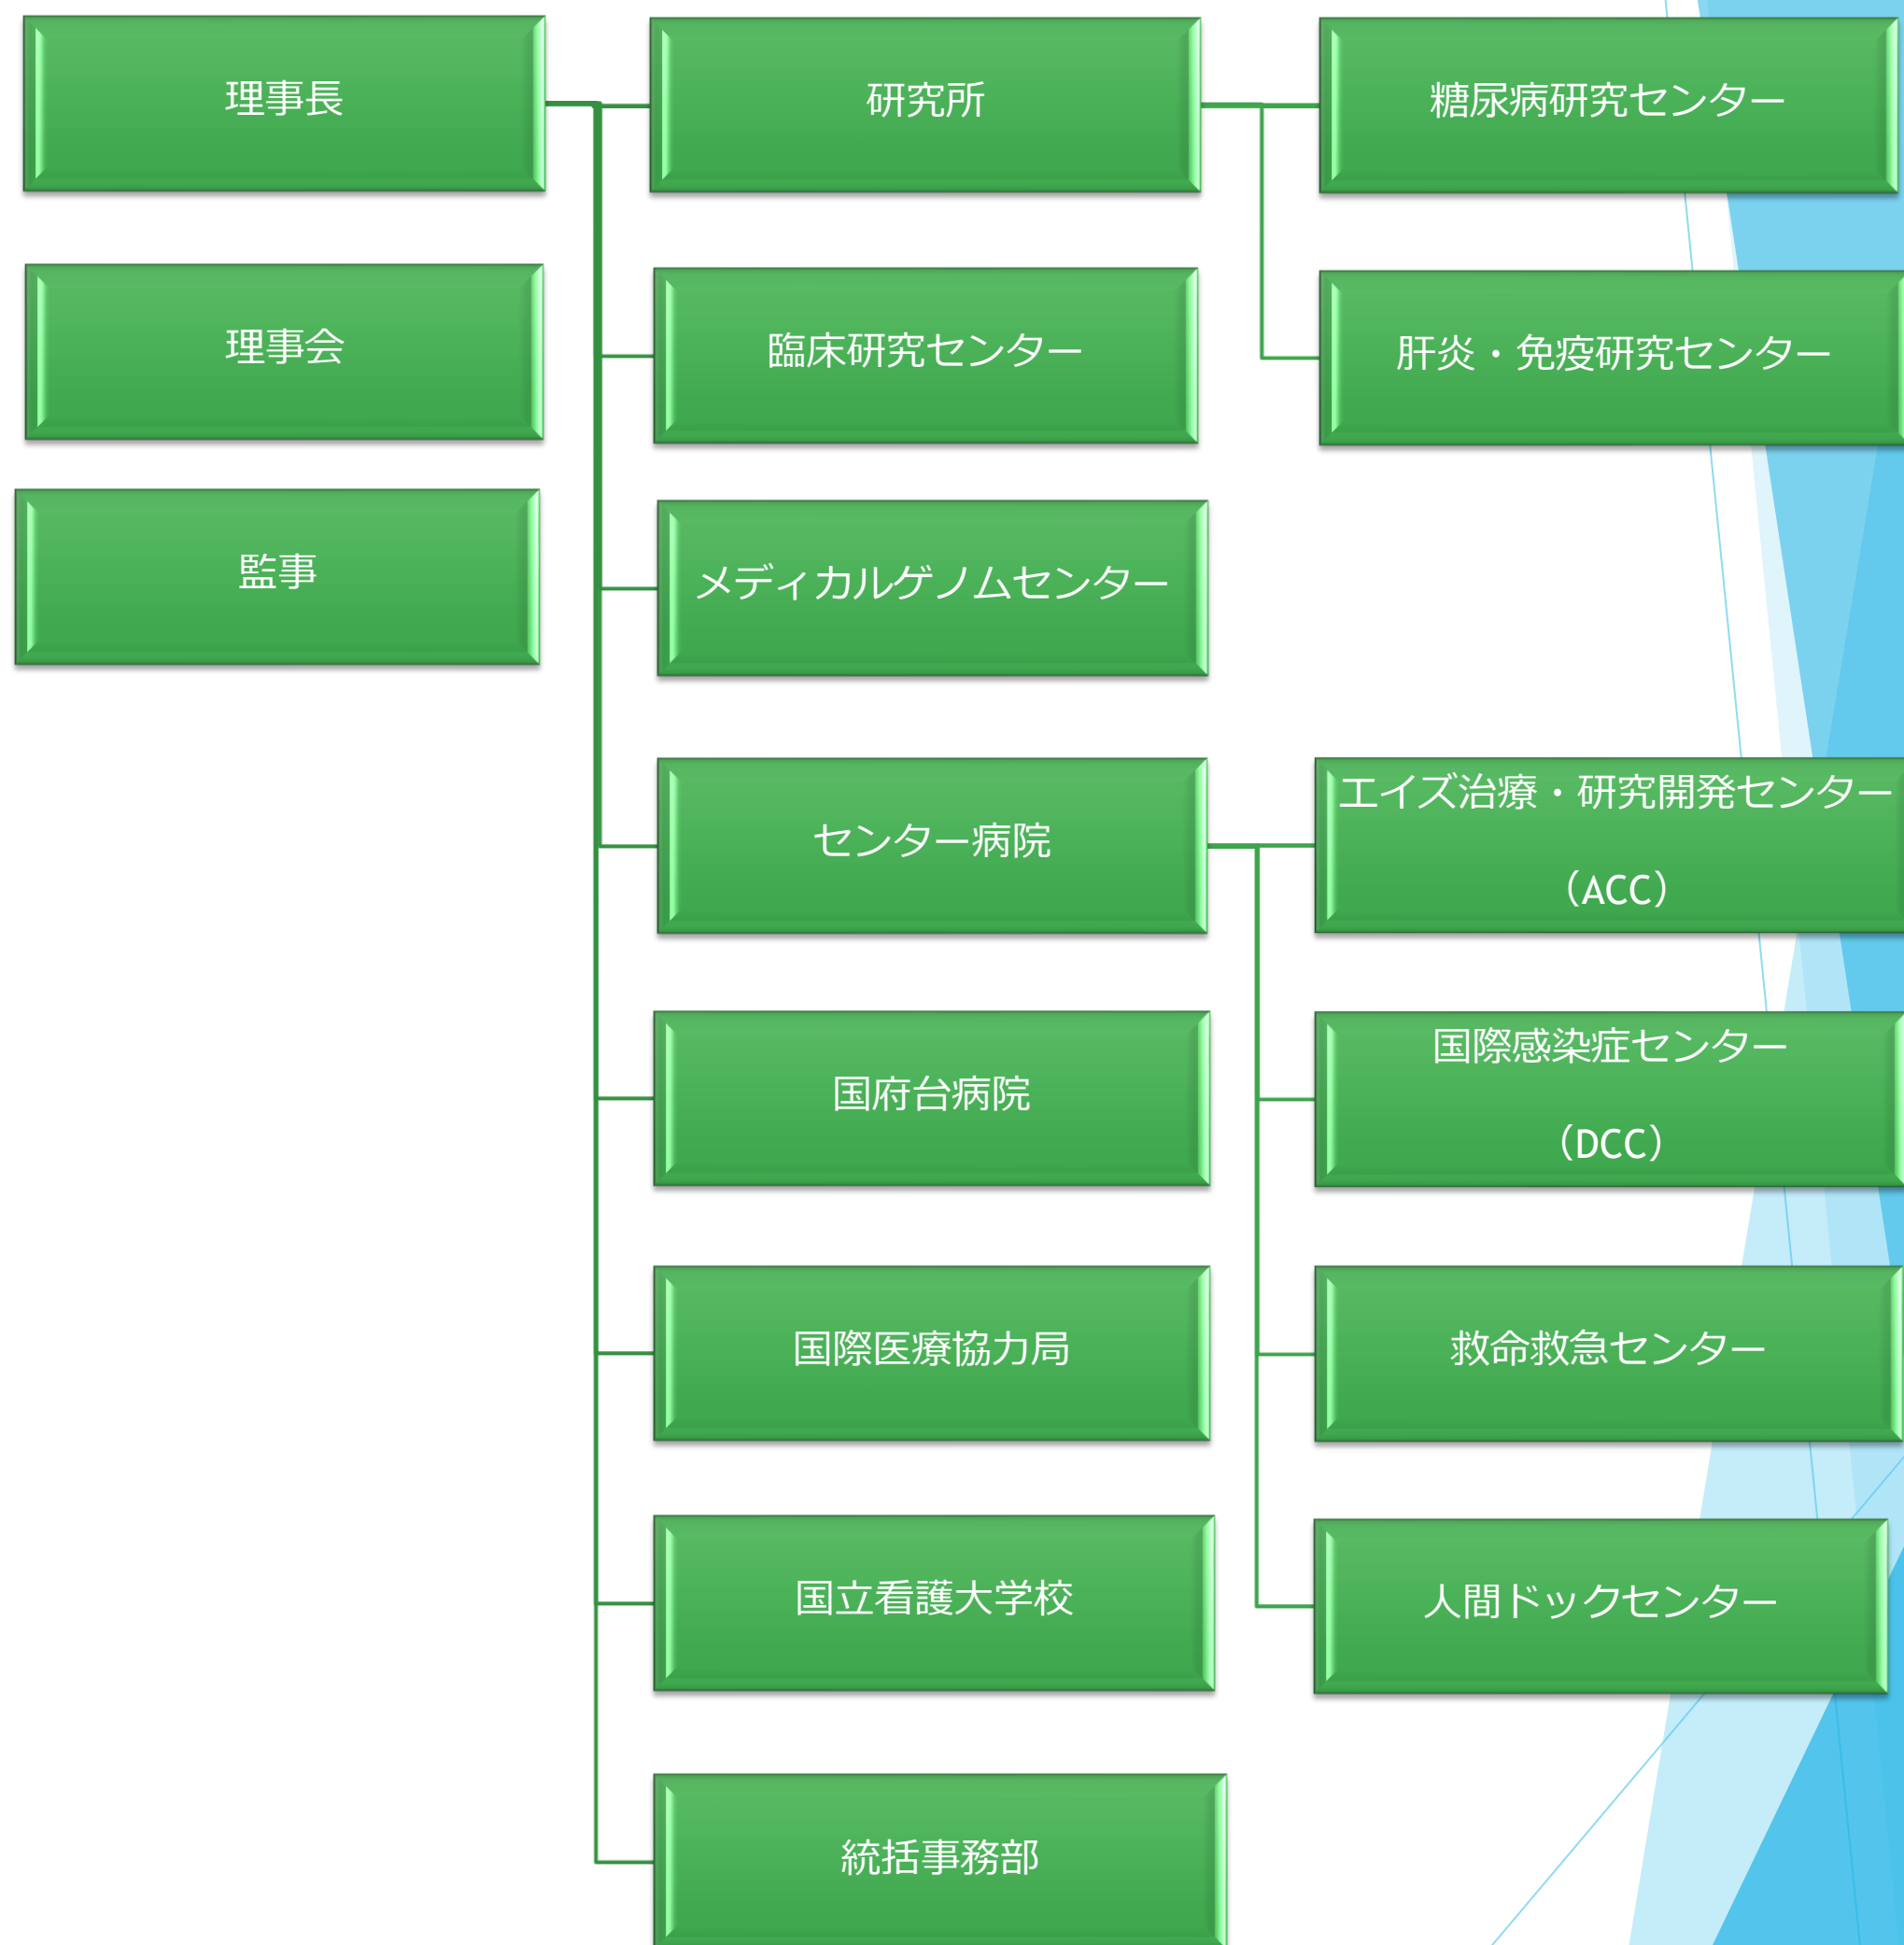 理事長
理事会
監事
研究所
臨床研究センター
メディカルゲノムセンター
センター病院
国府台病院
国際医療協力局
国立看護大学校
統括事務部
糖尿病研究センター
肝炎・免疫研究センター
エイズ治療・研究開発センター
（ACC）
国際感染症センター
（DCC）
救命救急センター
人間ドックセンター